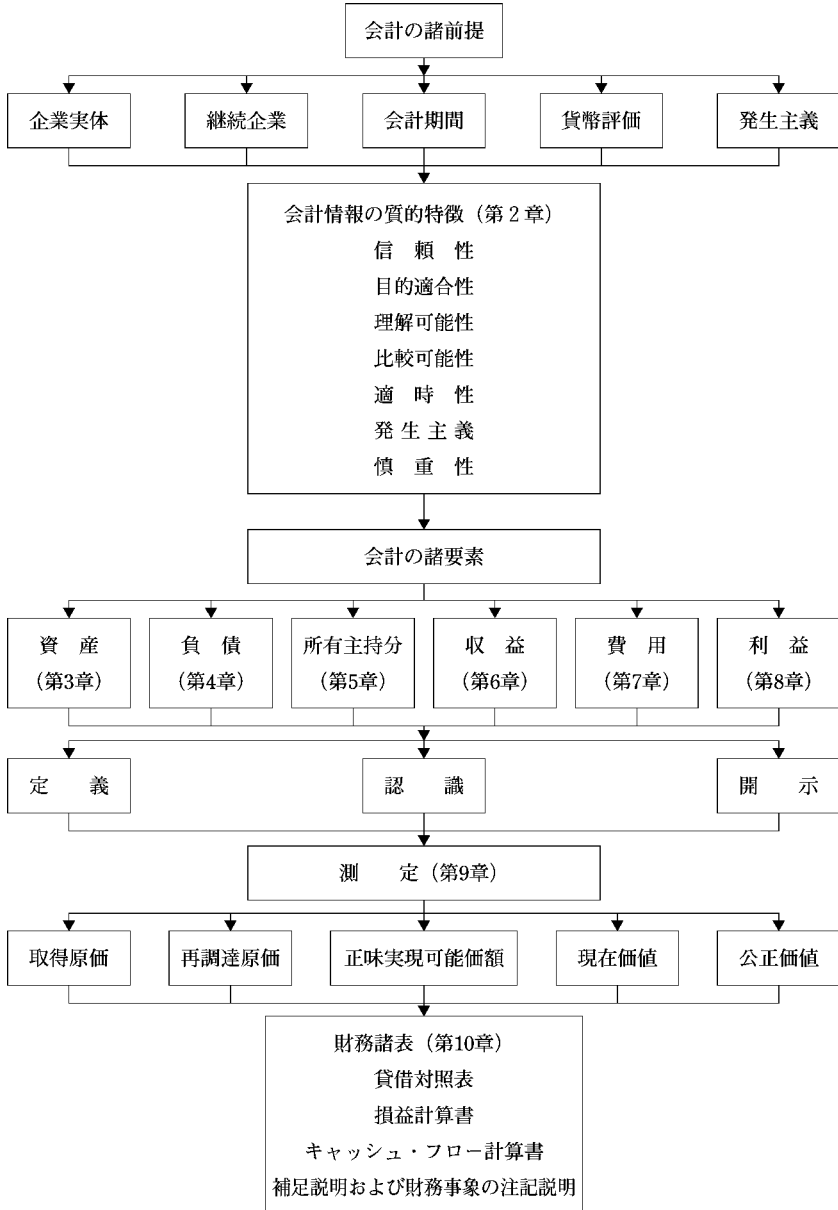 会計の諸前提
企業実体
継続企業
会計期間
貨幣評価
発生主義
会計情報の質的特徴（第２章）
信　頼　性
目的適合性
理解可能性
比較可能性
適　時　性
発 生 主 義
慎　重　性
会計の諸要素
資　産
(第3章)
負　債
(第4章)
所有主持分
(第5章)
収　益
(第6章)
費　用
(第7章)
利　益
(第8章)
定　　義
認　　識
開　　示
測　　定（第9章）
取得原価
再調達原価
正味実現可能価額
現在価値
公正価値
財務諸表（第10章）
貸借対照表
損益計算書
キャッシュ・フロー計算書
補足説明および財務事象の注記説明